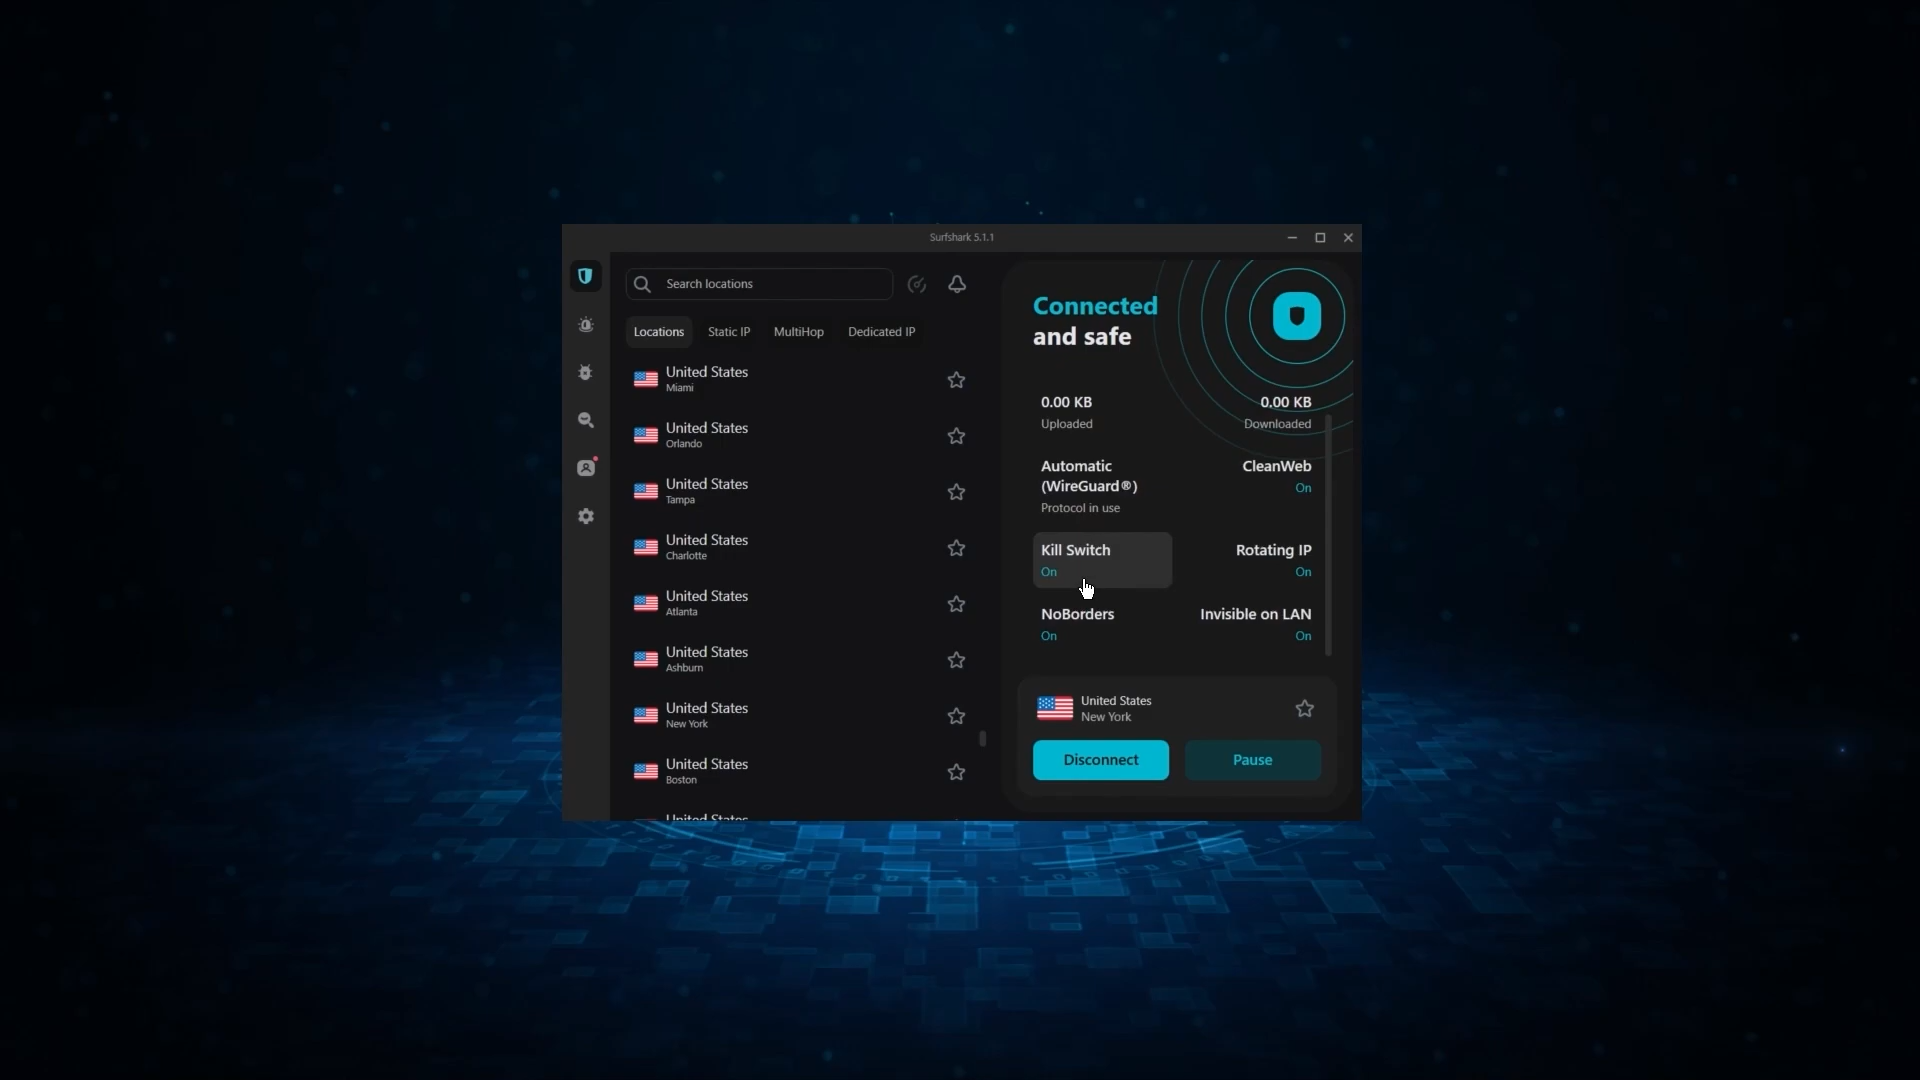 Surfshark 5.1.1
Search locations
Locations Static IP MultiHop Dedicated IP
United States
Miami
United States
Orlando
United States
Tampa
United States
Charlotte
United States
Atlanta
United States
Ashburn
United States
New York
United States
Boston
United States
Connected
and safe
0.00 KB
Uploaded
0.00 KB
Downloaded
Automatic
(WireGuard®)
Protocol in use
CleanWeb
On
Kill Switch
On
Rotating IP
On
NoBorders
On
Invisible on LAN
On
United States
New York
Disconnect
Pause